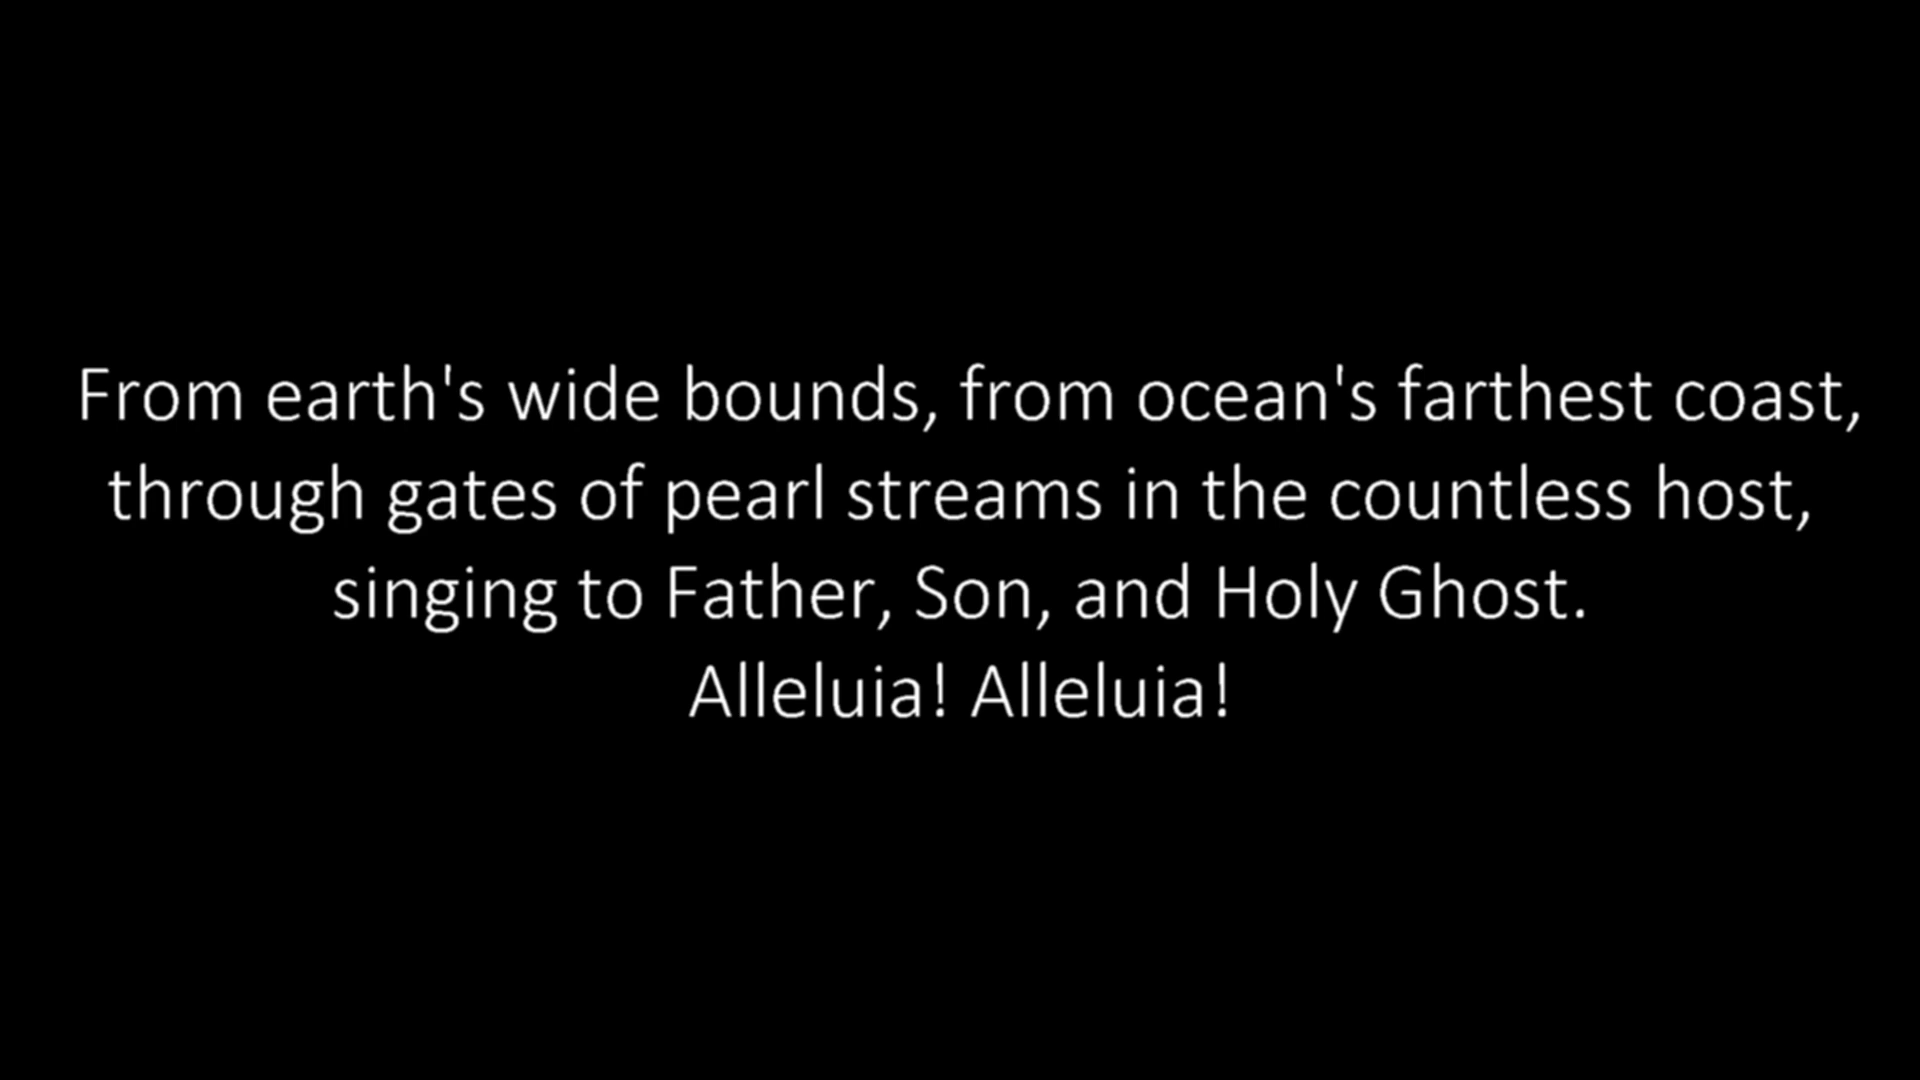 From earth's wide bounds, from ocean's farthest coast,
through gates of pearl streams in the countless host,
singing to Father, Son, and Holy Ghost.
Alleluia! Alleluia!